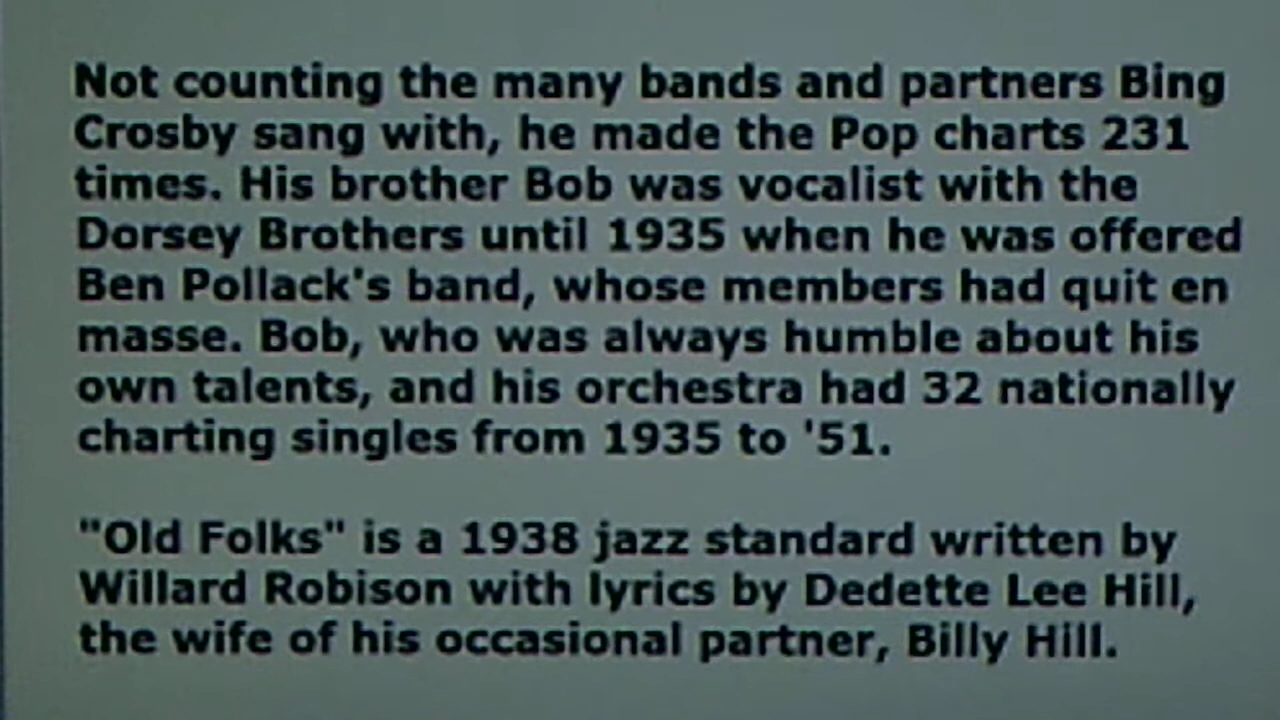 Not counting the many bands and partners Bing
Crosby sang with, he made the Pop charts 231
times. His brother Bob was vocalist with the
Dorsey Brothers until 1935 when he was offered
Ben Pollack's band, whose members had quit en
masse. Bob, who was always humble about his
own talents, and his orchestra had 32 nationally
charting singles from 1935 to '51.

"Old Folks" is a 1938 jazz standard written by
Willard Robison with lyrics by Dedette Lee Hill,
the wife of his occasional partner, Billy Hill.